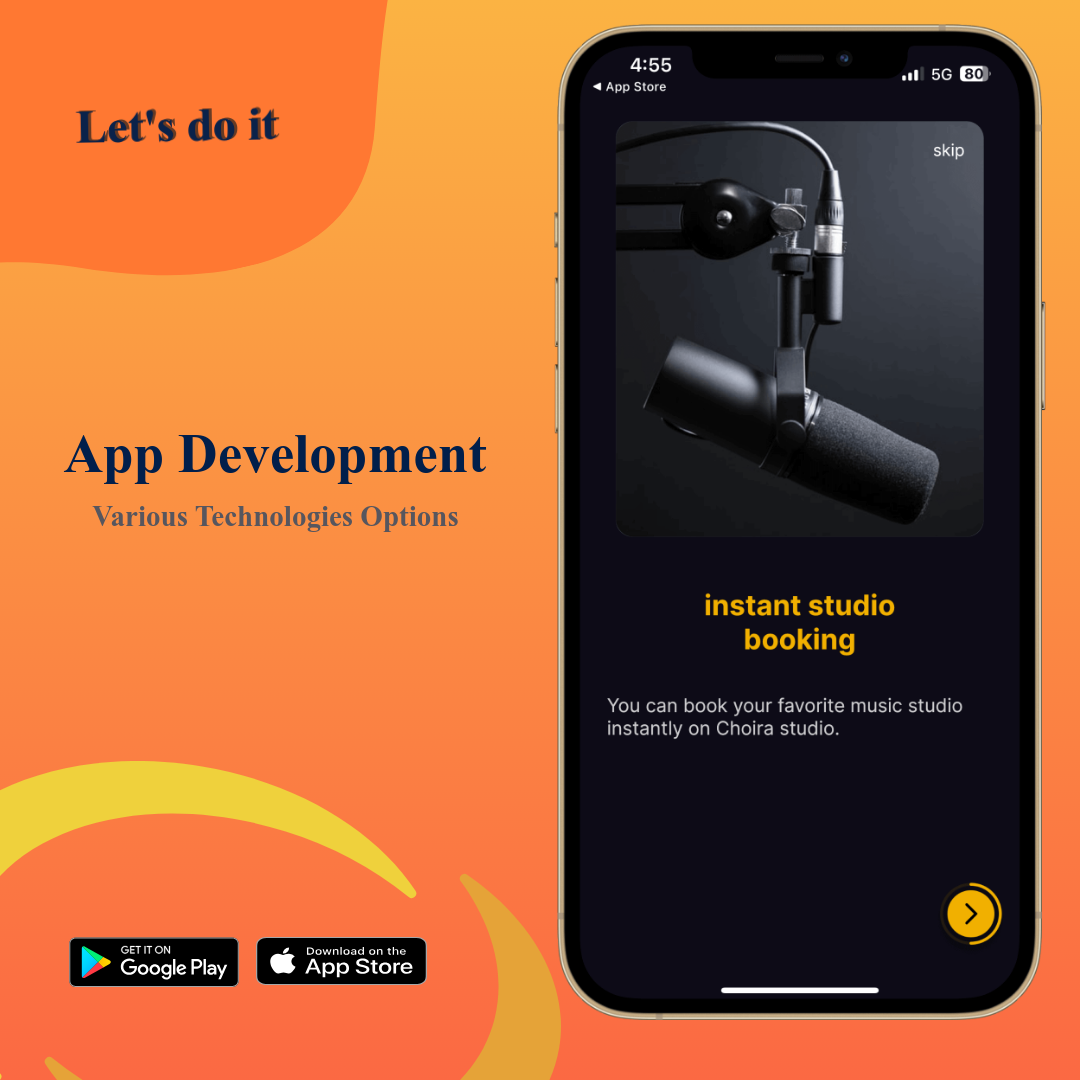 Let's do it
App Development
Various Technologies Options
GET IT ON
Google Play
Download on the
App Store
4:55
5G 80
◀ App Store
skip
instant studio
booking
You can book your favorite music studio
instantly on Choira studio.